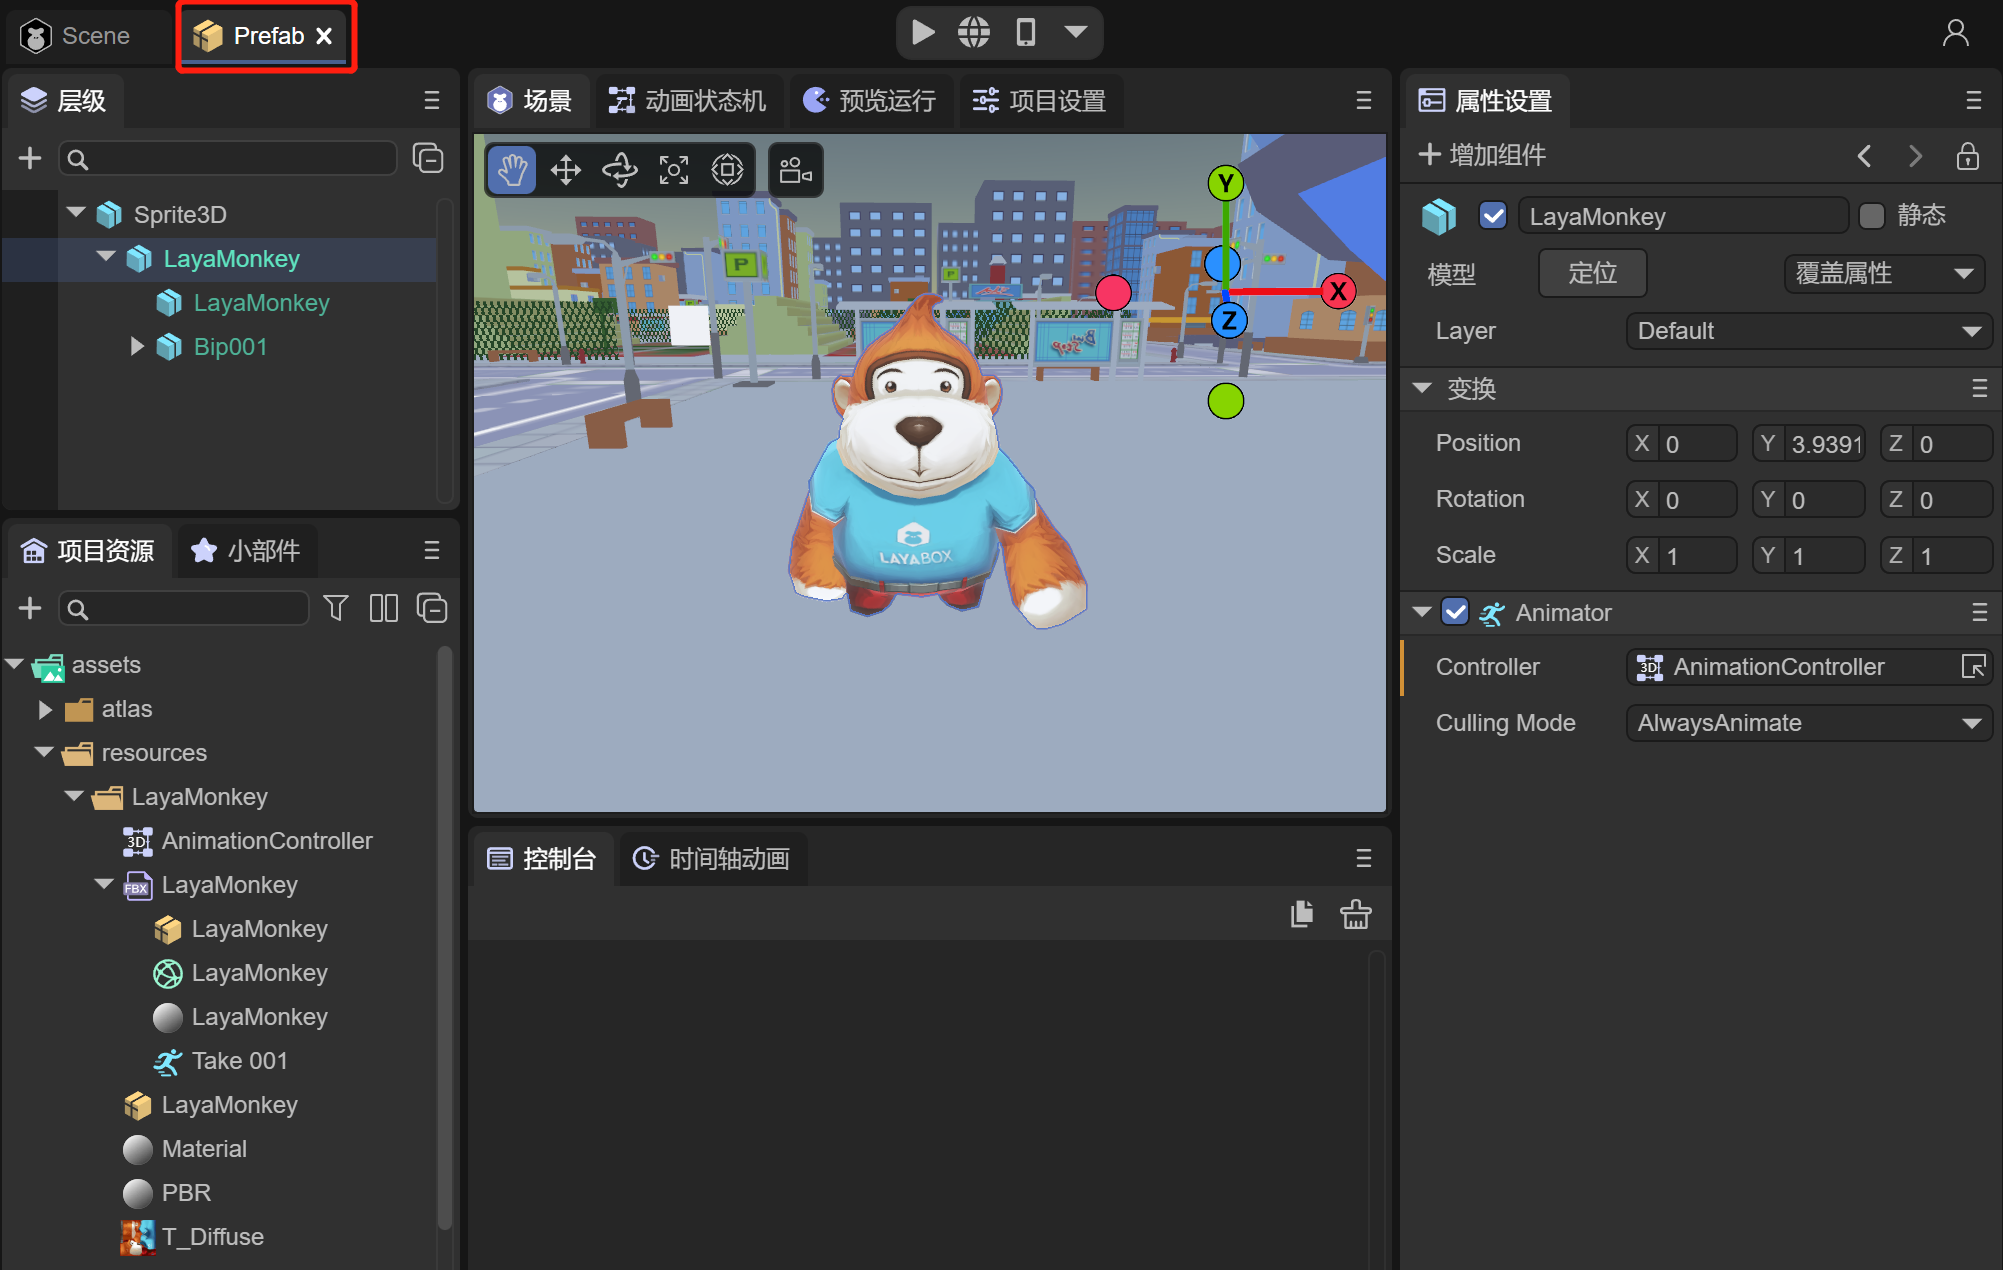 Scene
Prefab
层级
Sprite3D
LayaMonkey
LayaMonkey
Bip001
项目资源
小部件
assets
atlas
resources
LayaMonkey
3D AnimationController
FBX LayaMonkey
LayaMonkey
LayaMonkey
LayaMonkey
Take 001
LayaMonkey
Material
PBR
T_Diffuse
场景
动画状态机
预览运行
项目设置
Y
X
Z
P
P
LAYABOX
控制台
时间轴动画
属性设置
增加组件
LayaMonkey
静态
模型
定位
覆盖属性
Layer
Default
变换
Position
X 0
Y 3.9391
Z 0
Rotation
X 0
Y 0
Z 0
Scale
X 1
Y 1
Z 1
Animator
Controller
3D AnimationController
Culling Mode
AlwaysAnimate